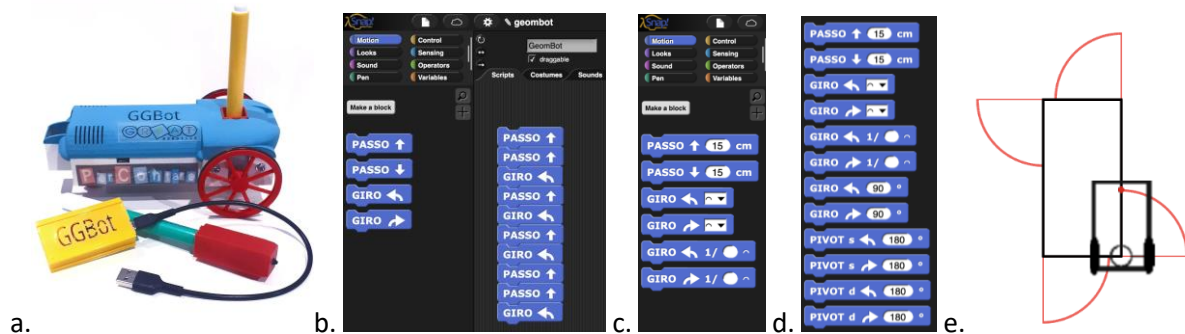 GGBot
GGBot
a.
Snap!
Motion
Control
Looks
Sensing
Sound
Operators
Pen
Variables
Make a block
PASSO ↑
PASSO ↓
GIRO
GIRO
geombot
GeomBot
draggable
Scripts
Costumes
Sounds
PASSO ↑
PASSO ↑
GIRO
PASSO ↑
GIRO
PASSO ↑
GIRO
PASSO ↑
PASSO ↑
GIRO
b.
Snap!
Motion
Control
Looks
Sensing
Sound
Operators
Pen
Variables
Make a block
PASSO ↑ 15 cm
PASSO ↓ 15 cm
GIRO
GIRO
GIRO 1/
GIRO 1/
c.
PASSO ↑ 15 cm
PASSO ↓ 15 cm
GIRO
GIRO
GIRO 1/
GIRO 1/
GIRO 90 °
GIRO 90 °
PIVOT s 180 °
PIVOT s 180 °
PIVOT d 180 °
PIVOT d 180 °
d.
e.